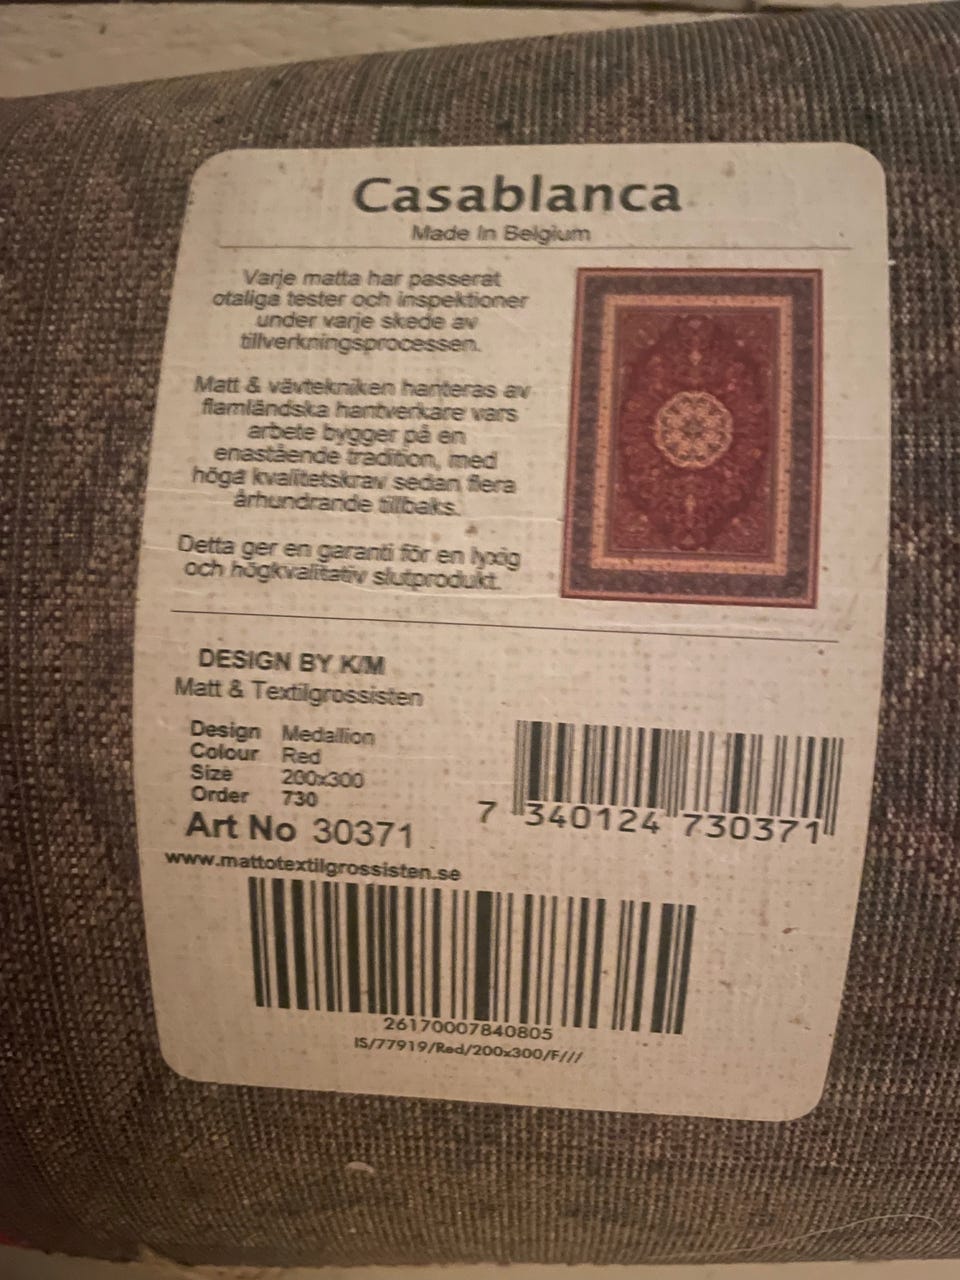 Casablanca
Made In Belgium
Varje matta har passerat
otaliga tester och inspektioner
under varje skede av
tillverkningsprocessen.
Matt & vävtekniken hanteras av
flamländska hantverkare vars
arbete bygger på en
enastående tradition, med
höga kvalitetskrav sedan flera
århundrande tillbaks.
Detta ger en garanti för en lyxig
och högkvalitativ slutprodukt.
DESIGN BY K/M
Matt & Textilgrossisten
Design Medallion
Colour Red
Size 200x300
Order 730
Art No 30371
7 340124 730371
www.mattotextilgrossisten.se
26170007840805
IS/77919/Red/200x300/F///